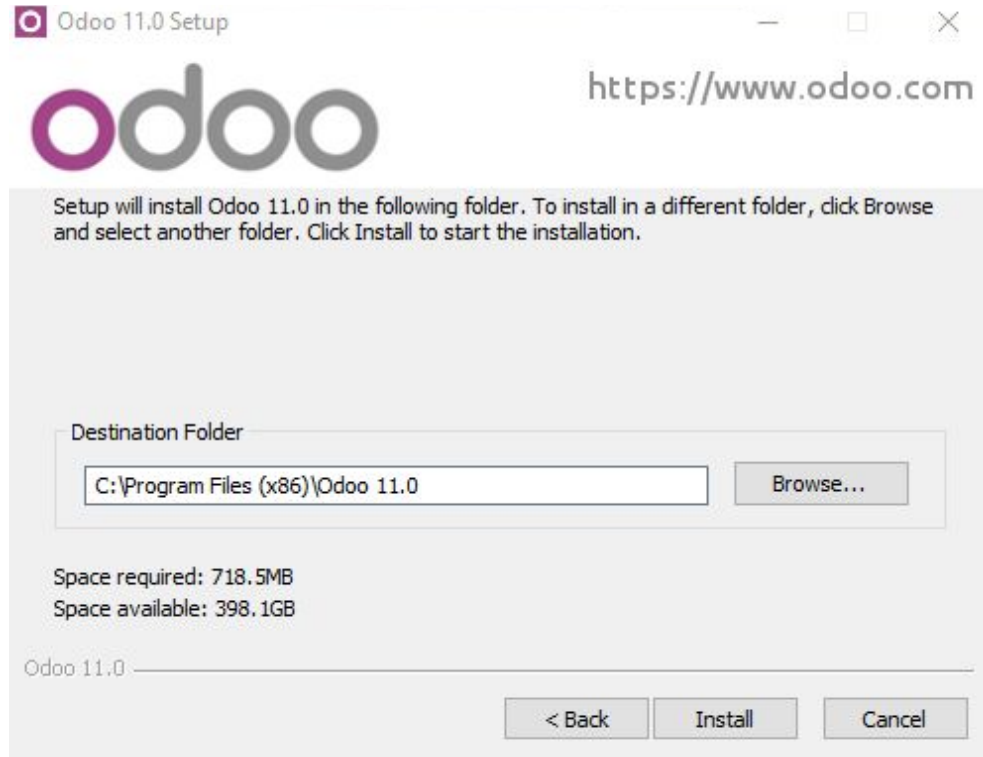 Odoo 11.0 Setup
odoo
https://www.odoo.com
Setup will install Odoo 11.0 in the following folder. To install in a different folder, click Browse
and select another folder. Click Install to start the installation.
Destination Folder
C:\Program Files (x86)\Odoo 11.0
Browse...
Space required: 718.5MB
Space available: 398.1GB
Odoo 11.0
< Back
Install
Cancel